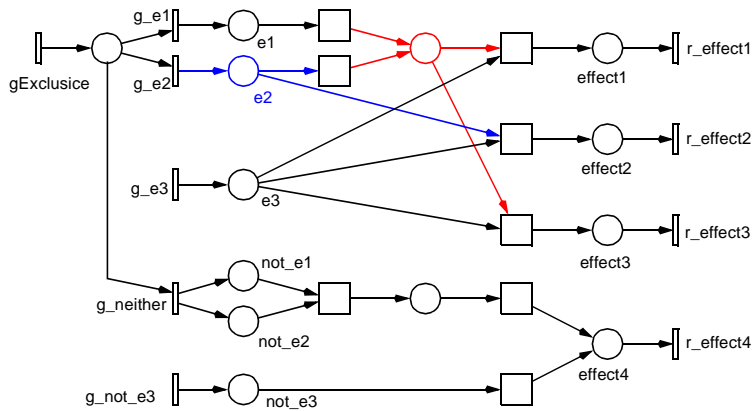 g_e1
e1
r_effect1
effect1
gExclusice
g_e2
e2
r_effect2
effect2
g_e3
e3
r_effect3
effect3
not_e1
g_neither
not_e2
r_effect4
effect4
g_not_e3
not_e3